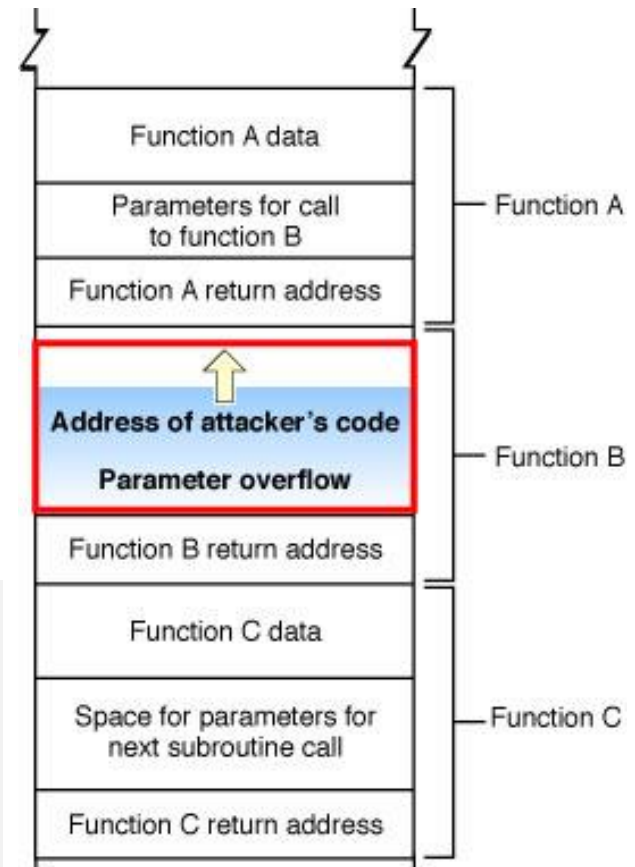 Function A data
Parameters for call
to function B
Function A return address
Function A
Address of attacker's code
Parameter overflow
Function B return address
Function B
Function C data
Space for parameters for
next subroutine call
Function C return address
Function C